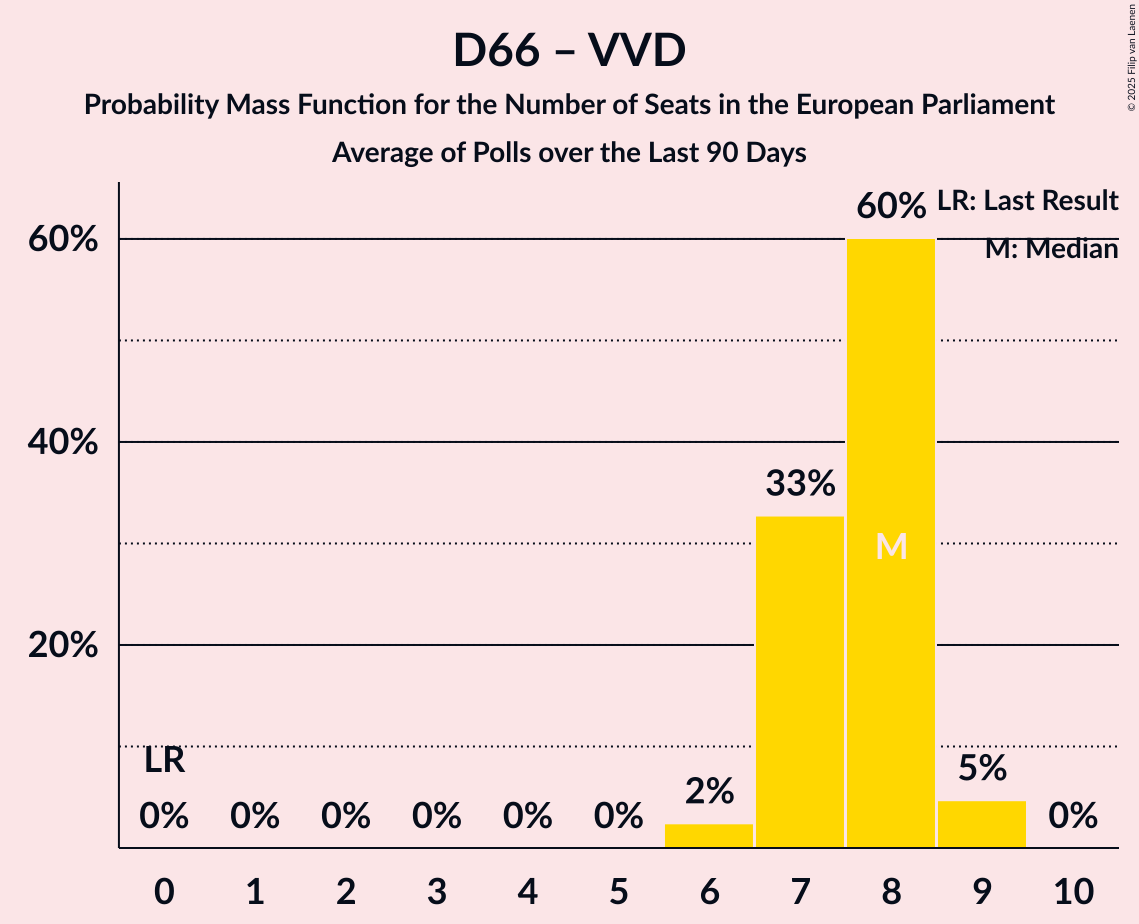 D66 – VVD
Probability Mass Function for the Number of Seats in the European Parliament
Average of Polls over the Last 90 Days
© 2025 Filip van Laenen
60% LR: Last Result
60%
M: Median
40%
33%
M
20%
LR
5%
2%
0% 0% 0% 0% 0% 0% 0%
0 1 2 3 4 5 6 7 8 9 10